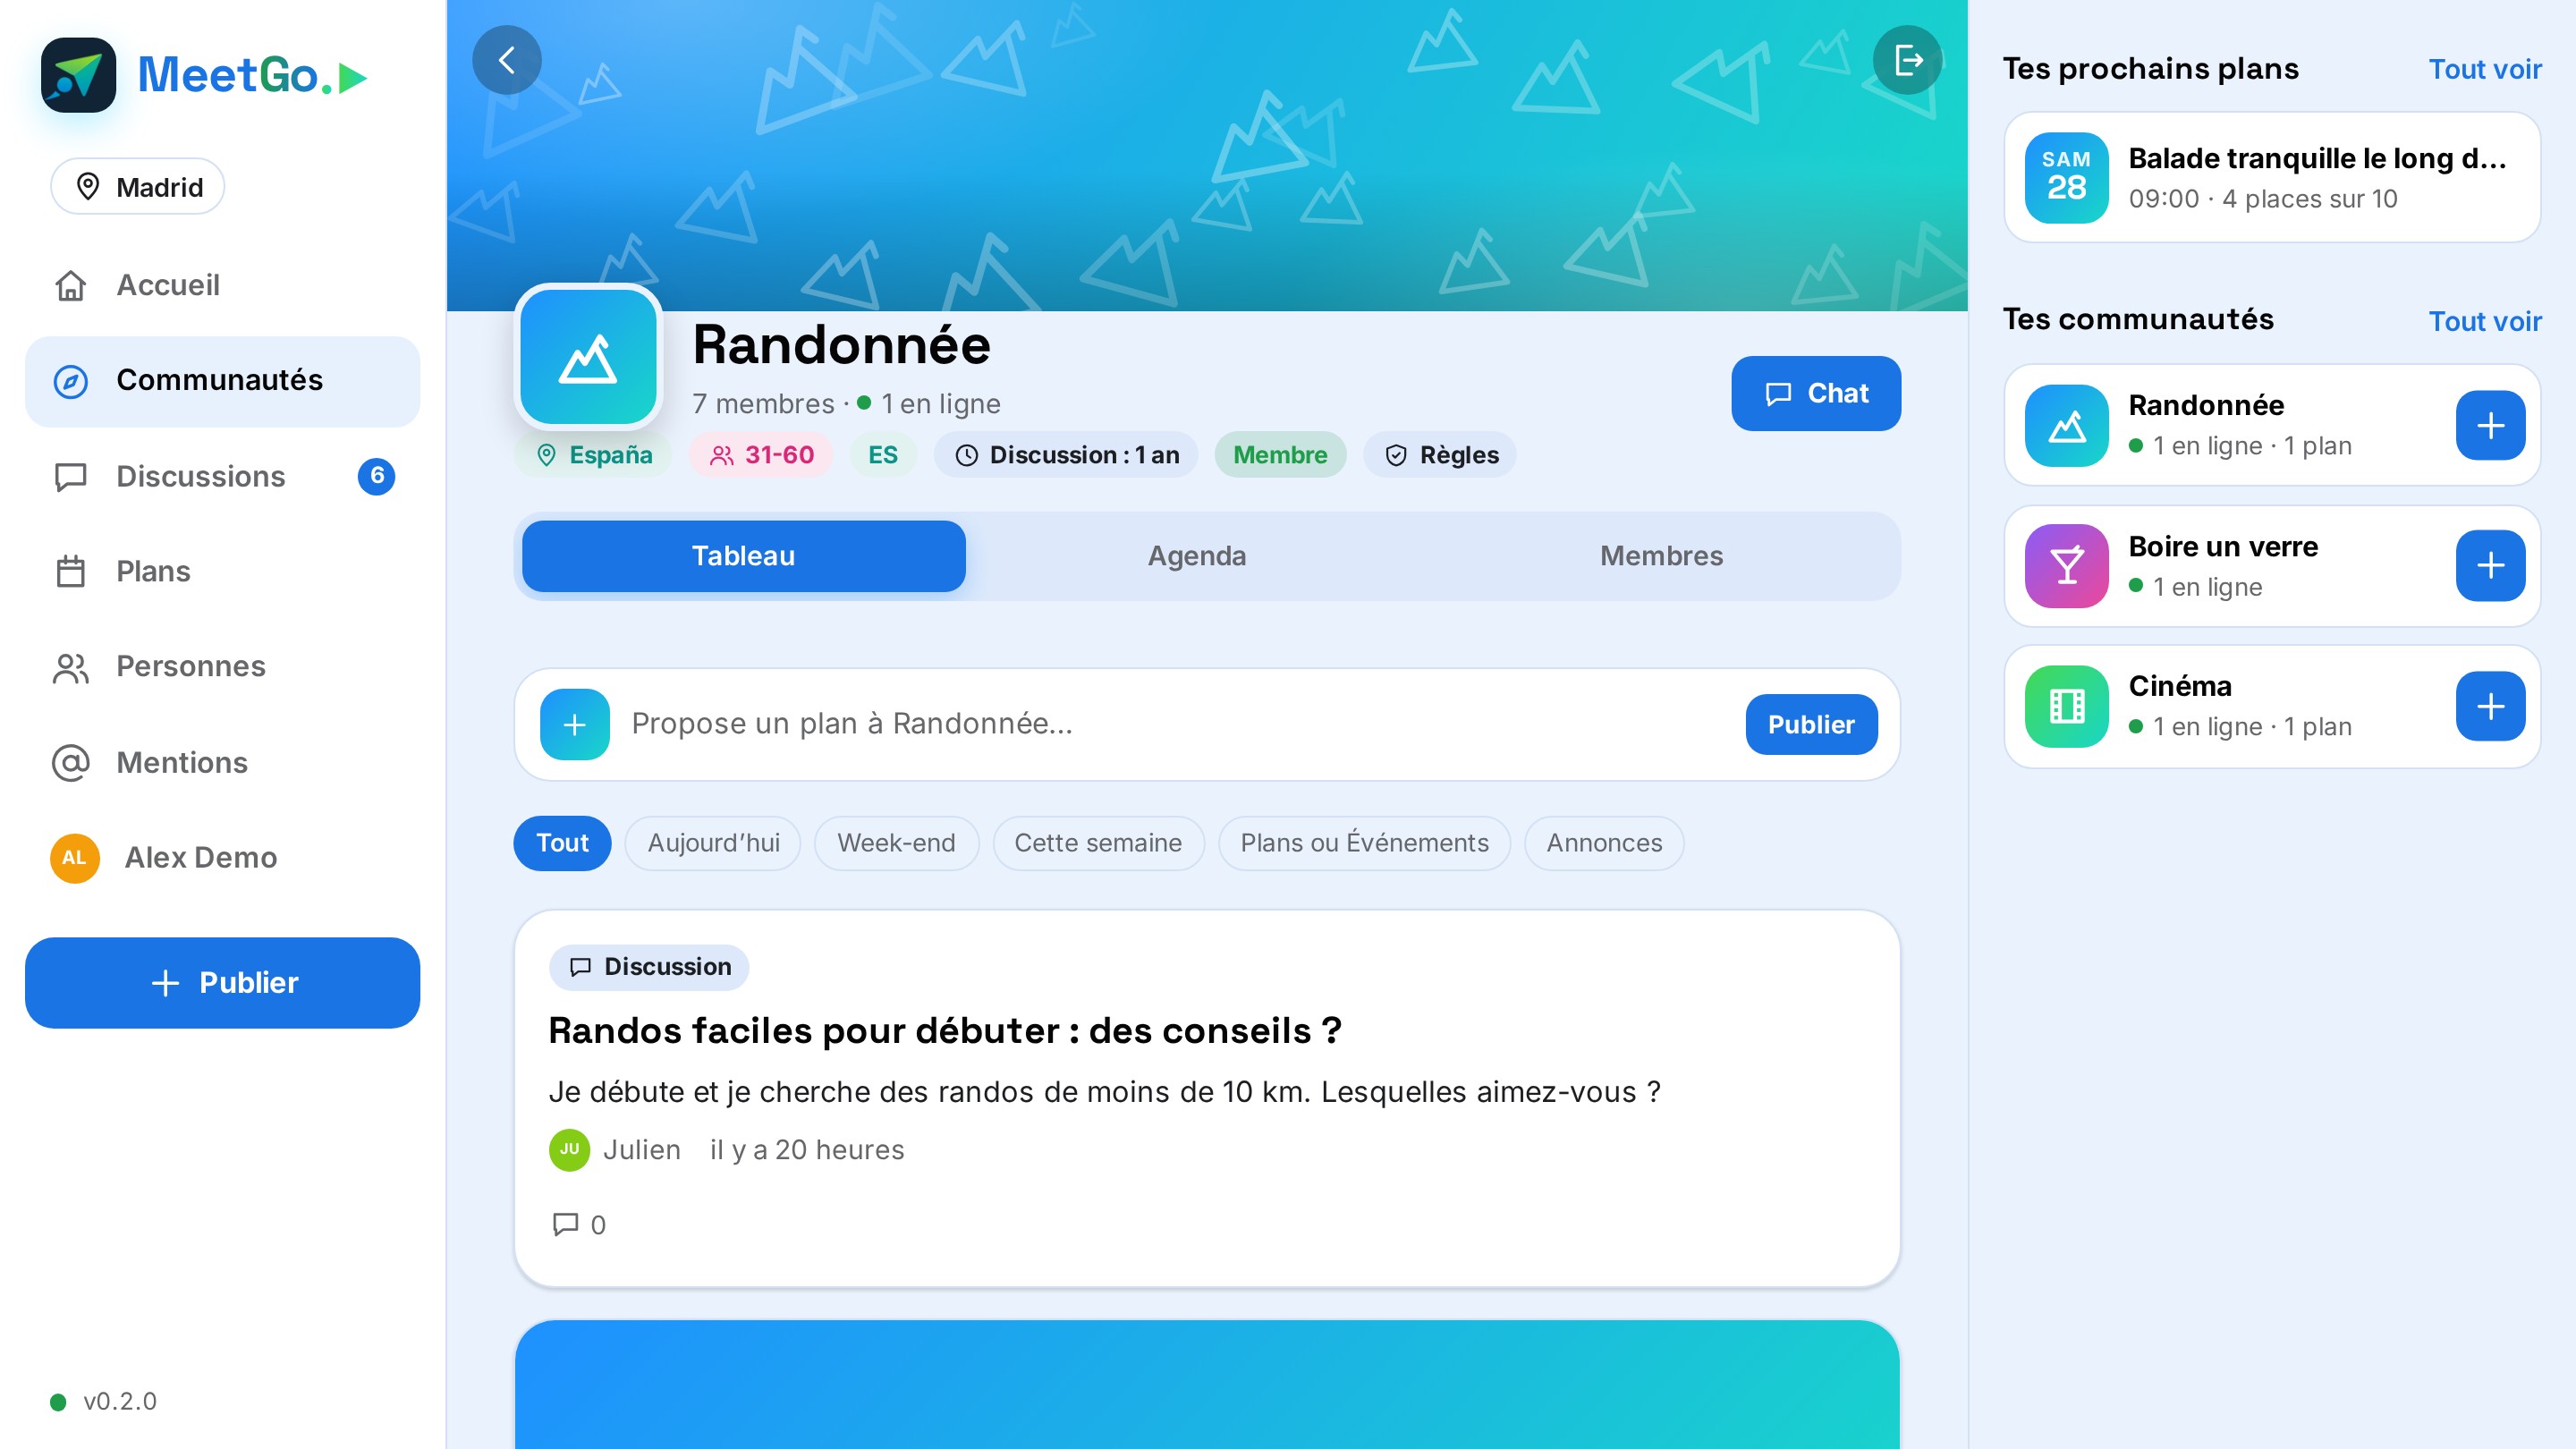 MeetGo.
Madrid
Accueil
Communautés
Discussions 6
Plans
Personnes
Mentions
AL Alex Demo
Publier
v0.2.0
Randonnée
7 membres · 1 en ligne
Chat
España
31-60
ES
Discussion : 1 an
Membre
Règles
Tableau
Agenda
Membres
Propose un plan à Randonnée...
Publier
Tout
Aujourd'hui
Week-end
Cette semaine
Plans ou Événements
Annonces
Discussion
Randos faciles pour débuter : des conseils ?
Je débute et je cherche des randos de moins de 10 km. Lesquelles aimez-vous ?
JU Julien il y a 20 heures
0
Tes prochains plans Tout voir
SAM
28
Balade tranquille le long d...
09:00 · 4 places sur 10
Tes communautés Tout voir
Randonnée
1 en ligne · 1 plan
Boire un verre
1 en ligne
Cinéma
1 en ligne · 1 plan